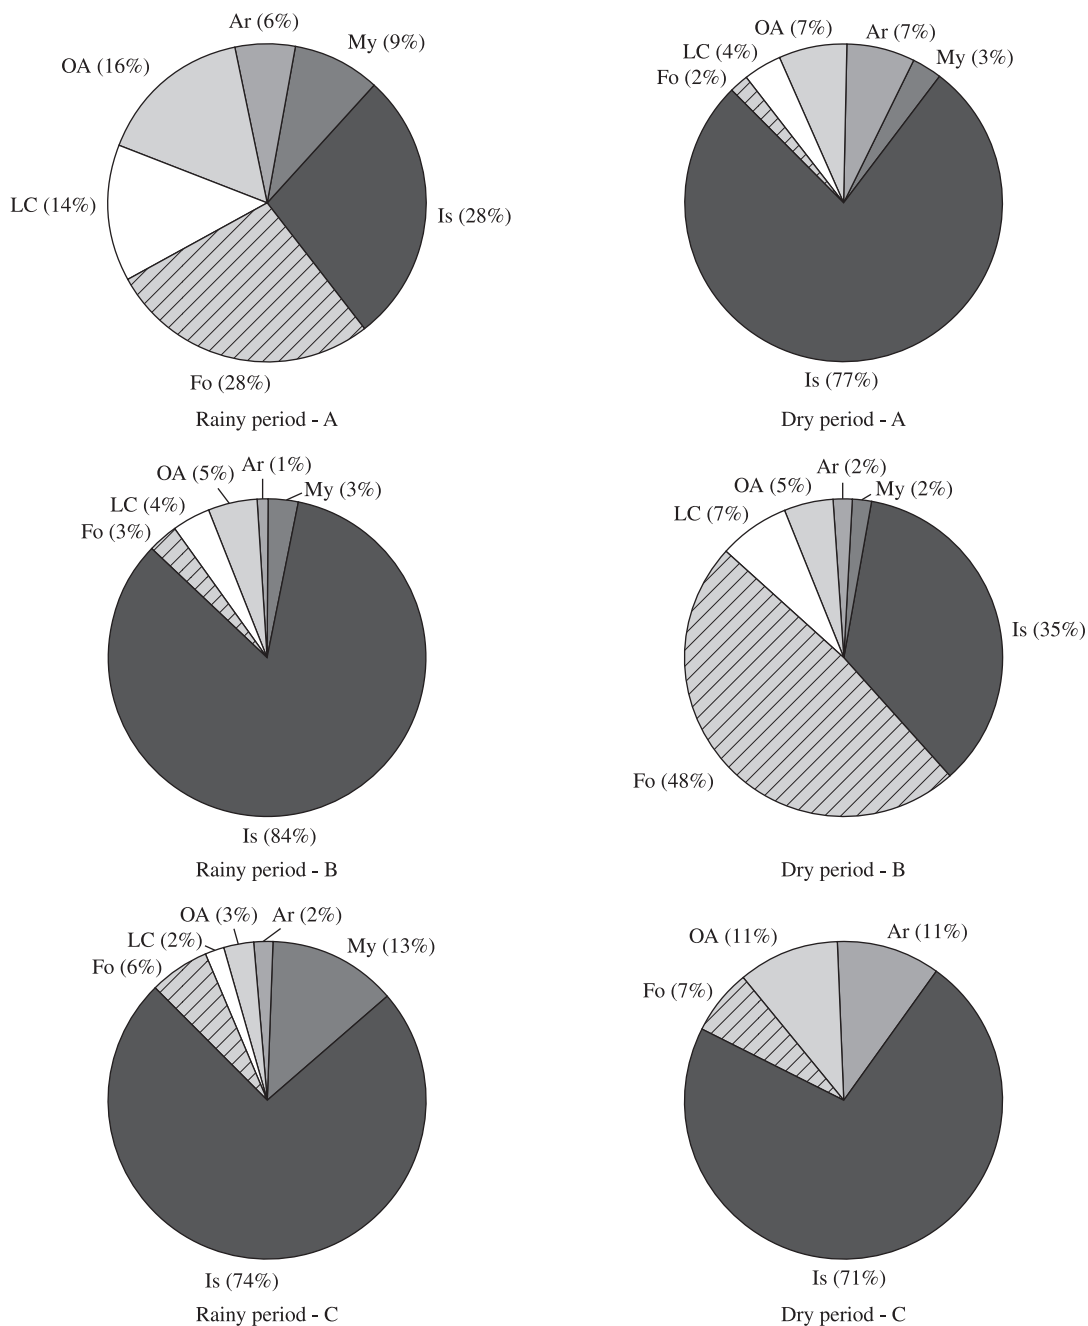 Ar (6%)
My (9%)
OA (16%)
LC (14%)
Is (28%)
Fo (28%)
Rainy period - A
OA (7%)
Ar (7%)
LC (4%)
My (3%)
Fo (2%)
Is (77%)
Dry period - A
Ar (1%)
OA (5%)
My (3%)
LC (4%)
Fo (3%)
Is (84%)
Rainy period - B
Ar (2%)
OA (5%)
My (2%)
LC (7%)
Is (35%)
Fo (48%)
Dry period - B
OA (3%)
Ar (2%)
LC (2%)
My (13%)
Fo (6%)
Is (74%)
Rainy period - C
OA (11%)
Ar (11%)
Fo (7%)
Is (71%)
Dry period - C